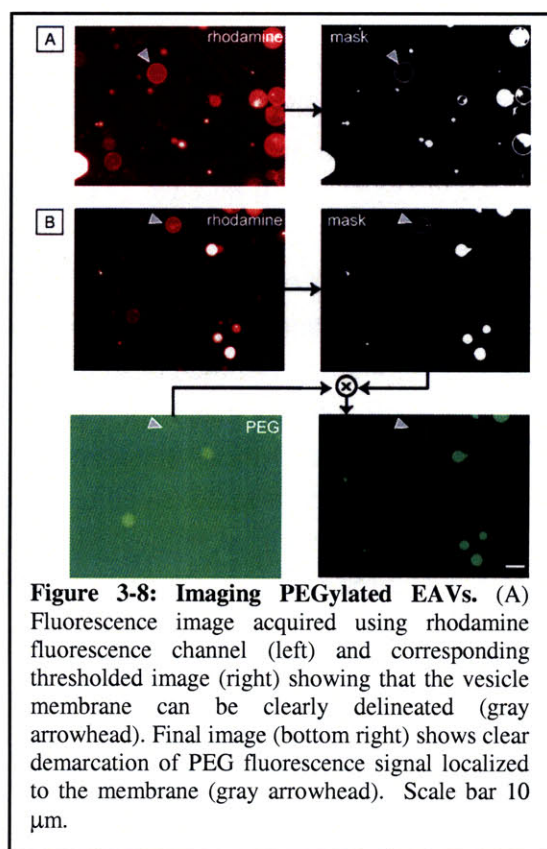 A
rhodamine
mask
B
rhodamine
mask
PEG
Figure 3-8: Imaging PEGylated EAVs. (A)
Fluorescence image acquired using rhodamine
fluorescence channel (left) and corresponding
thresholded image (right) showing that the vesicle
membrane can be clearly delineated (gray
arrowhead). Final image (bottom right) shows clear
demarcation of PEG fluorescence signal localized
to the membrane (gray arrowhead). Scale bar 10
μm.